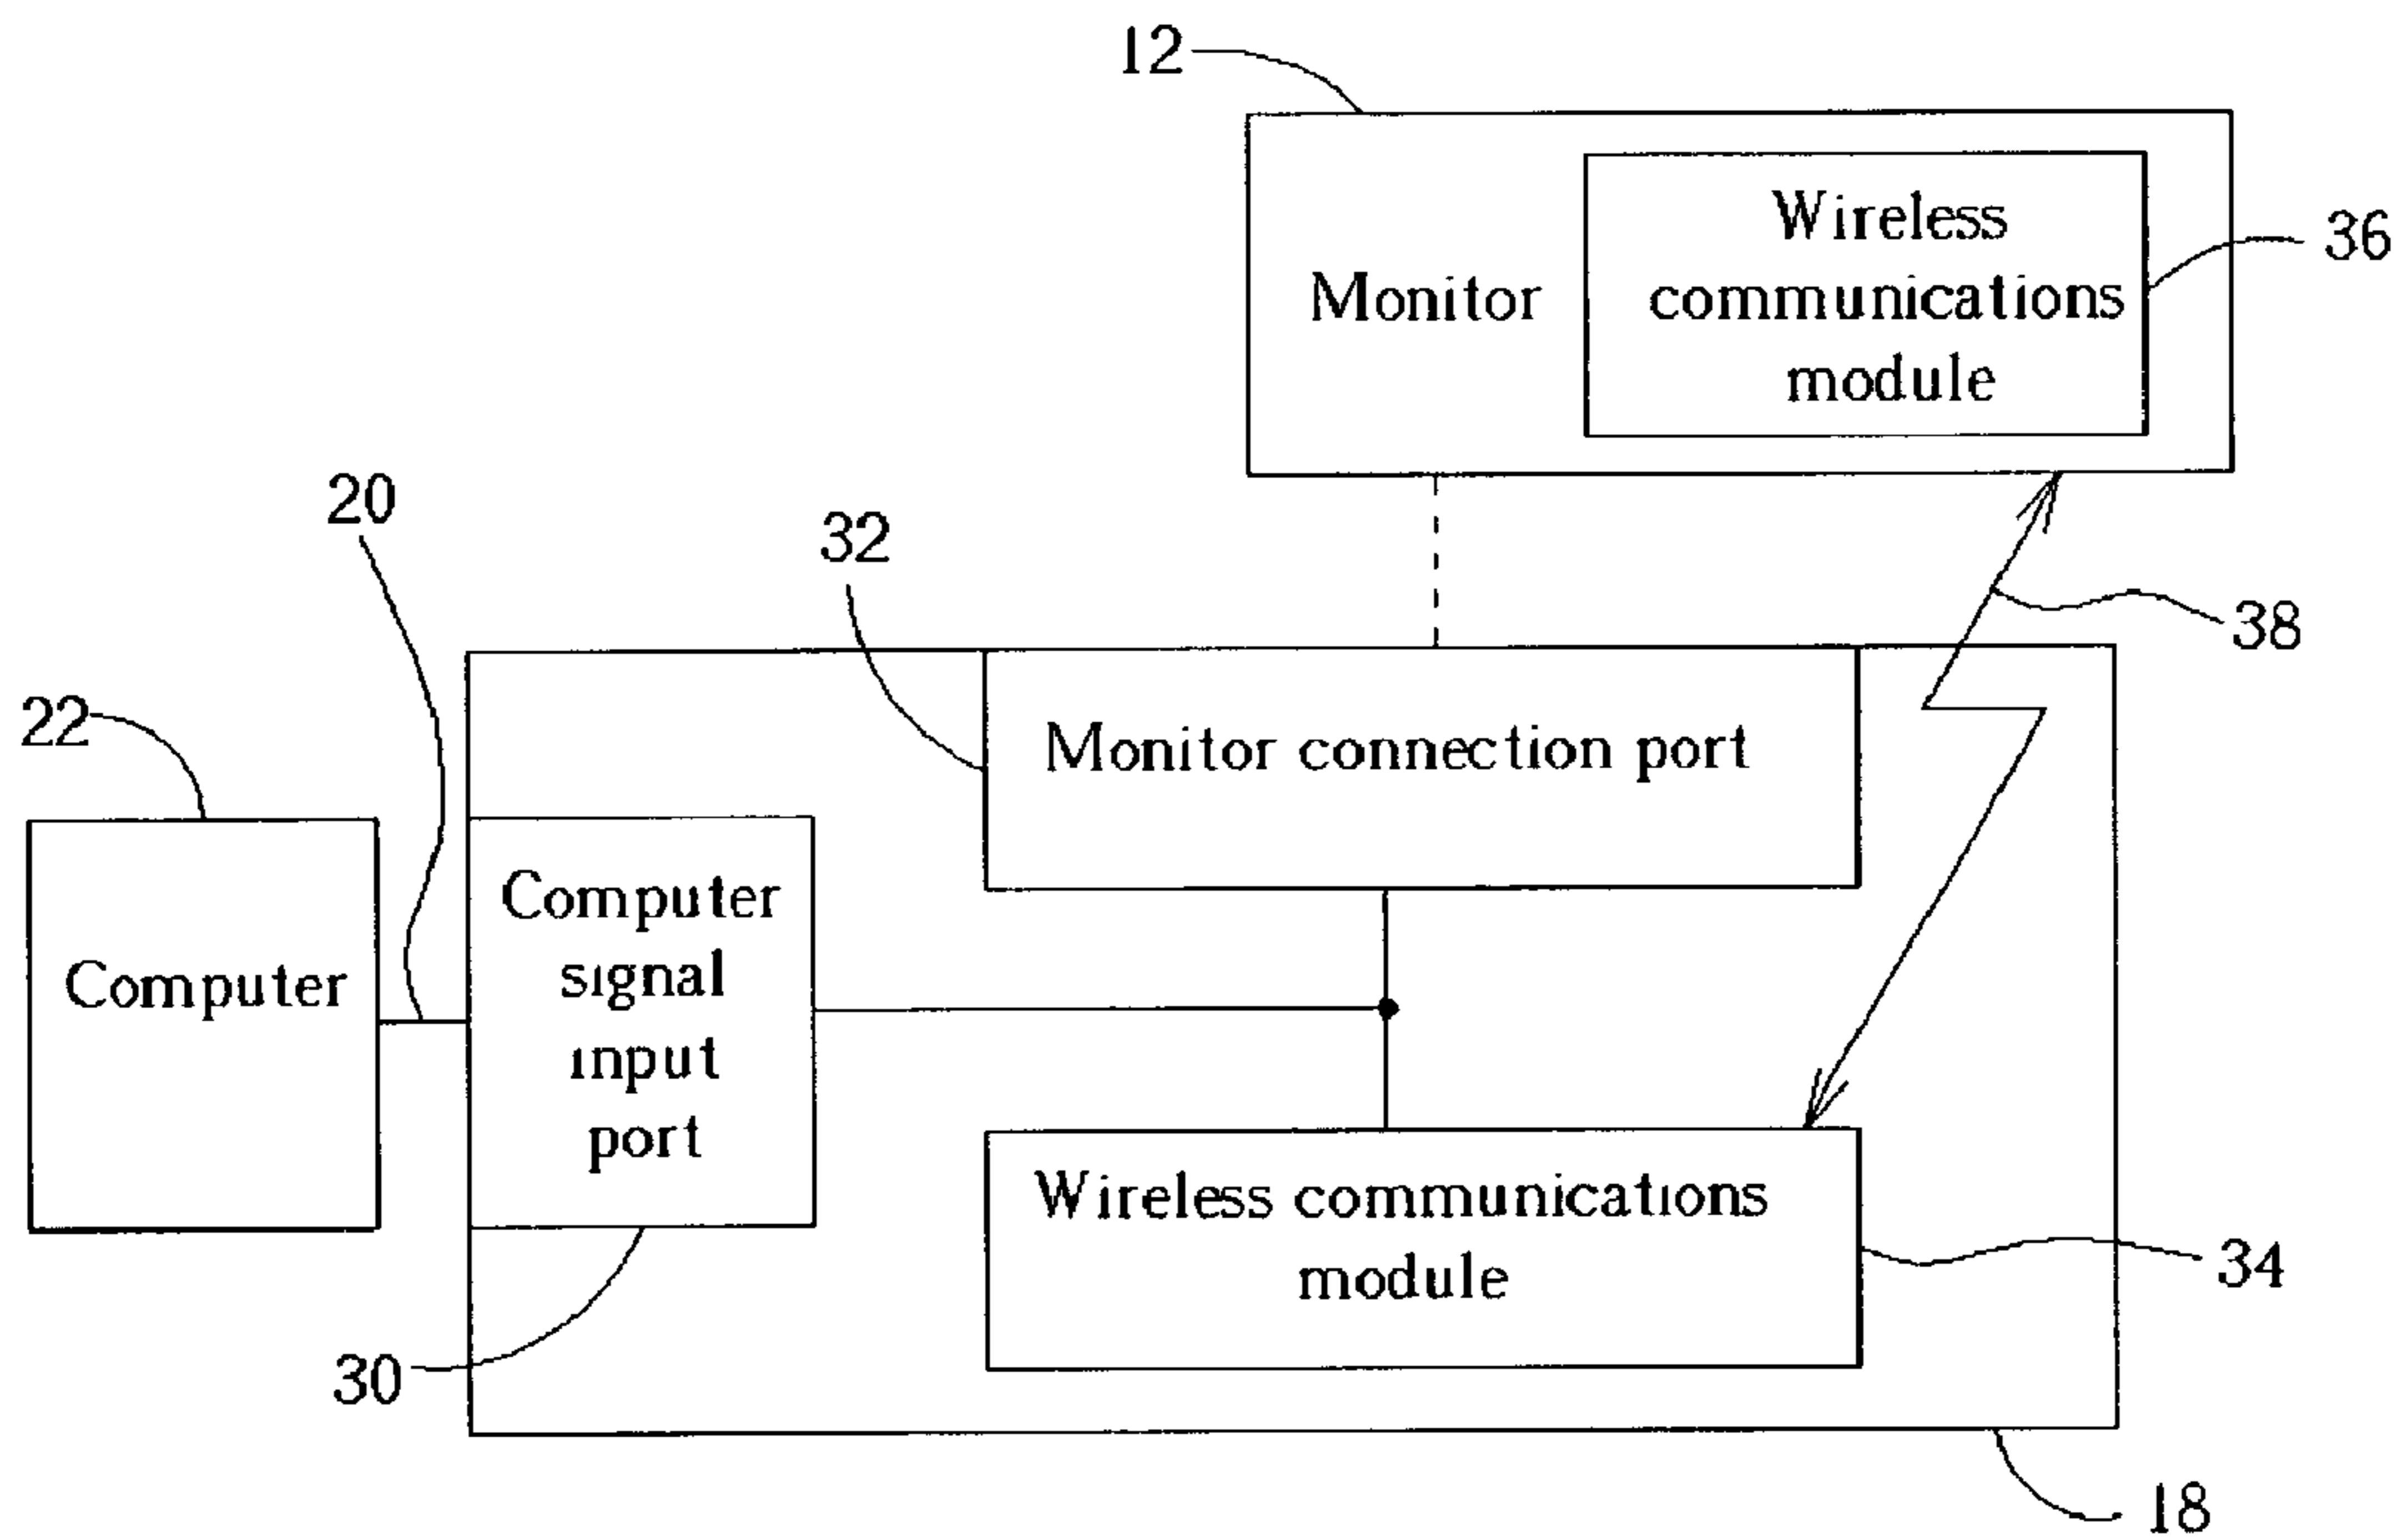 12
Wireless
communications
module
Monitor
36
20
32
38
22
Monitor connection port
Computer
signal
input
port
Computer
Wireless communications
module
34
30
18